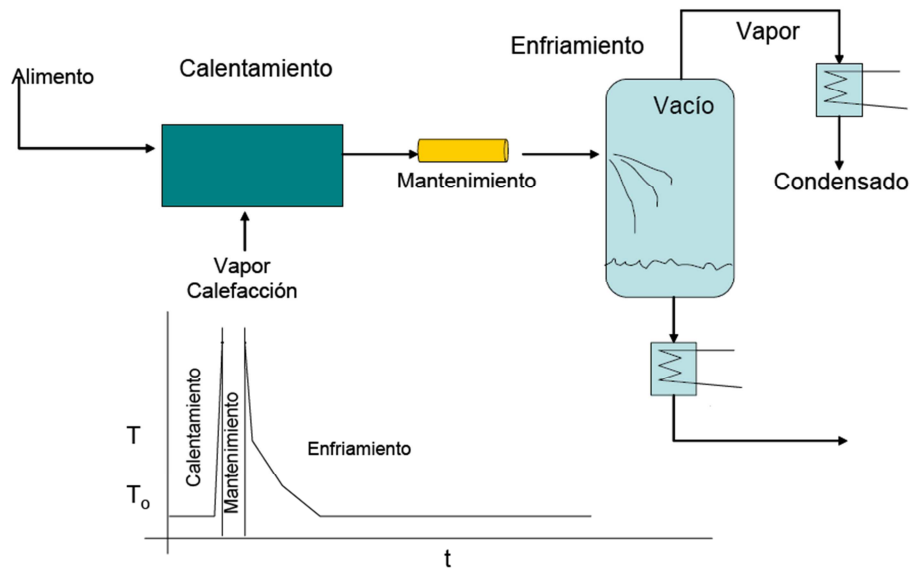 Alimento
Calentamiento
Enfriamiento
Vapor
Vacío
Mantenimiento
Condensado
Vapor
Calefacción
Calentamiento
Mantenimiento
Enfriamiento
T
To
t